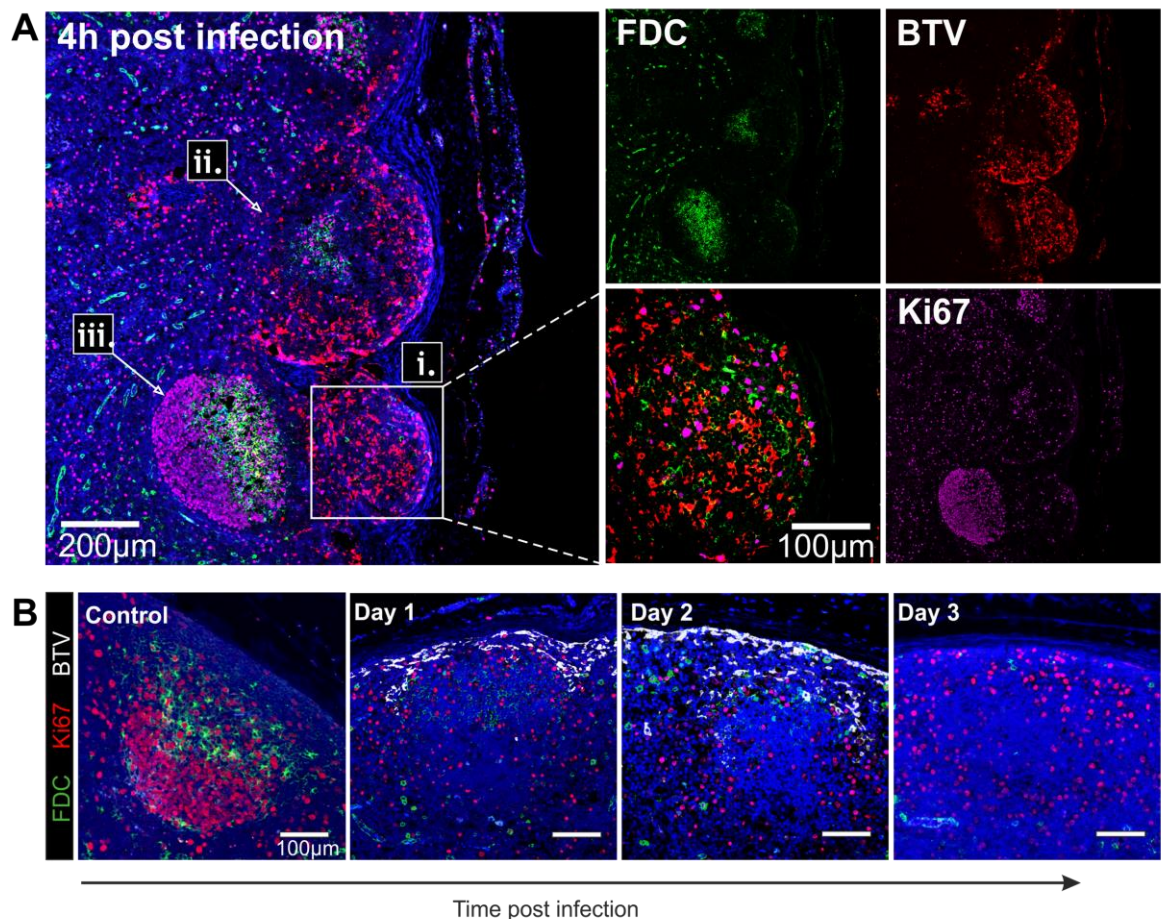 A
4h post infection
FDC
BTV
ii.
iii.
i.
Ki67
200µm
100µm
B
FDC Ki67 BTV
Control
Day 1
Day 2
Day 3
100µm
Time post infection